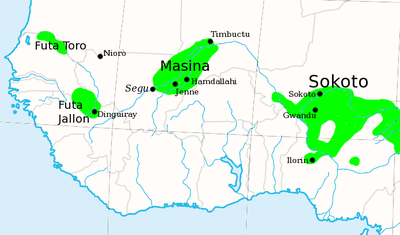 Timbuctu
Futa Toro
Nioro
Masina
Hamdallahi
Segu
Jenne
Sokoto
Sokoto
Gwandu
Futa
Jallon
Dinguiray
Ilorin